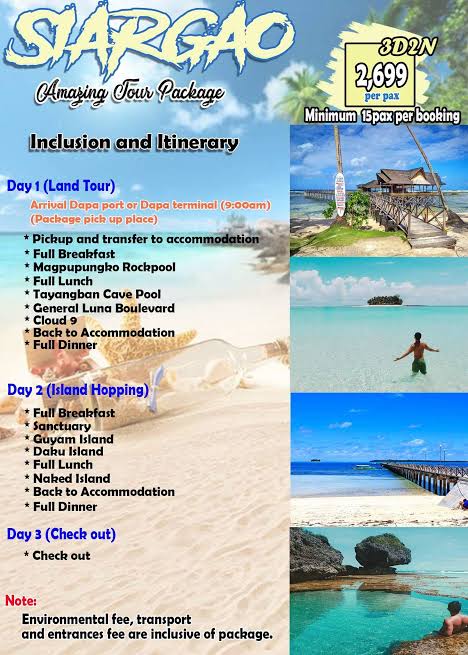 SIARGAO
Amazing Tour Package
3D2N
2,699
per pax
Minimum 15pax per booking
Inclusion and Itinerary
Day 1 (Land Tour)
Arrival Dapa port or Dapa terminal (9:00am)
(Package pick up place)
* Pickup and transfer to accommodation
* Full Breakfast
* Magpupungko Rockpool
* Full Lunch
* Tayangban Cave Pool
* General Luna Boulevard
* Cloud 9
* Back to Accommodation
* Full Dinner
Day 2 (Island Hopping)
* Full Breakfast
* Sanctuary
* Guyam Island
* Daku Island
* Full Lunch
* Naked Island
* Back to Accommodation
* Full Dinner
Day 3 (Check out)
* Check out
Note:
Environmental fee, transport
and entrances fee are inclusive of package.